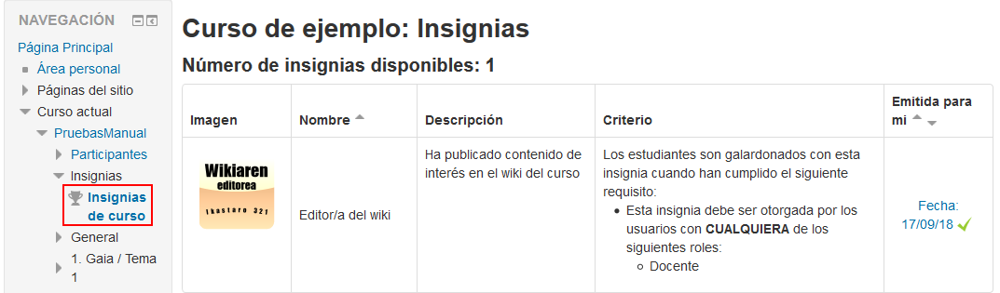 NAVEGACIÓN
Página Principal
Área personal
Páginas del sitio
Curso actual
PruebasManual
Participantes
Insignias
Insignias
de curso
General
1. Gaia / Tema
1
Curso de ejemplo: Insignias
Número de insignias disponibles: 1
Imagen
Nombre
Descripción
Criterio
Emitida para
mi
Wikiaren
editorea
Ikastaro 321
Editor/a del wiki
Ha publicado contenido de
interés en el wiki del curso
Los estudiantes son galardonados con esta
insignia cuando han cumplido el siguiente
requisito:
Esta insignia debe ser otorgada por los
usuarios con CUALQUIERA de los
siguientes roles:
Docente
Fecha:
17/09/18